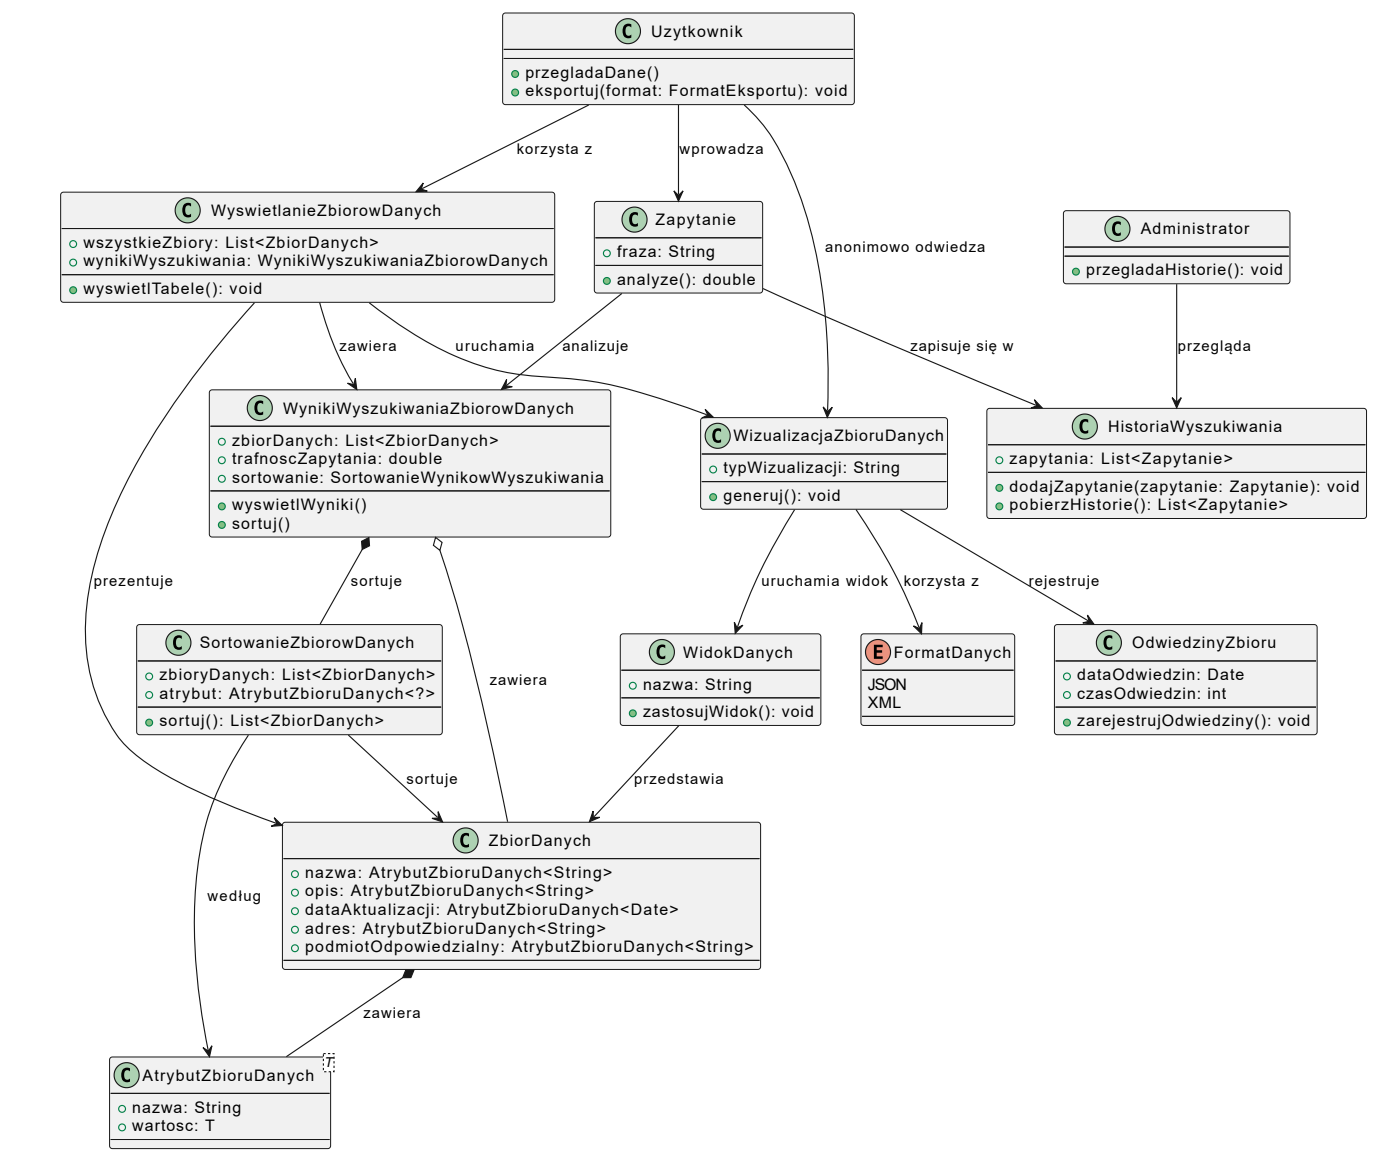 C Uzytkownik
przegladaDane()
eksportuj(format: FormatEksportu): void
korzysta z
wprowadza
anonimowo odwiedza
C WyswietlanieZbiorowDanych
wszystkieZbiory: List<ZbiorDanych>
wynikiWyszukiwania: WynikiWyszukiwaniaZbiorowDanych
wyswietlTabele(): void
C Zapytanie
fraza: String
analyze(): double
C Administrator
przegladaHistorie(): void
zawiera
uruchamia
analizuje
zapisuje się w
przegląda
C WynikiWyszukiwaniaZbiorowDanych
zbiorDanych: List<ZbiorDanych>
trafnoscZapytania: double
sortowanie: SortowanieWynikowWyszukiwania
wyswietlWyniki()
sortuj()
C WizualizacjaZbioruDanych
typWizualizacji: String
generuj(): void
C HistoriaWyszukiwania
zapytania: List<Zapytanie>
dodajZapytanie(zapytanie: Zapytanie): void
pobierzHistorie(): List<Zapytanie>
prezentuje
sortuje
uruchamia widok
korzysta z
rejestruje
C SortowanieZbiorowDanych
zbioryDanych: List<ZbiorDanych>
atrybut: AtrybutZbioruDanych<?>
sortuj(): List<ZbiorDanych>
zawiera
C WidokDanych
nazwa: String
zastosujWidok(): void
E FormatDanych
JSON
XML
C OdwiedzinyZbioru
dataOdwiedzin: Date
czasOdwiedzin: int
zarejestrujOdwiedziny(): void
sortuje
przedstawia
C ZbiorDanych
nazwa: AtrybutZbioruDanych<String>
opis: AtrybutZbioruDanych<String>
dataAktualizacji: AtrybutZbioruDanych<Date>
adres: AtrybutZbioruDanych<String>
podmiotOdpowiedzialny: AtrybutZbioruDanych<String>
według
zawiera
C AtrybutZbioruDanych
T
nazwa: String
wartosc: T